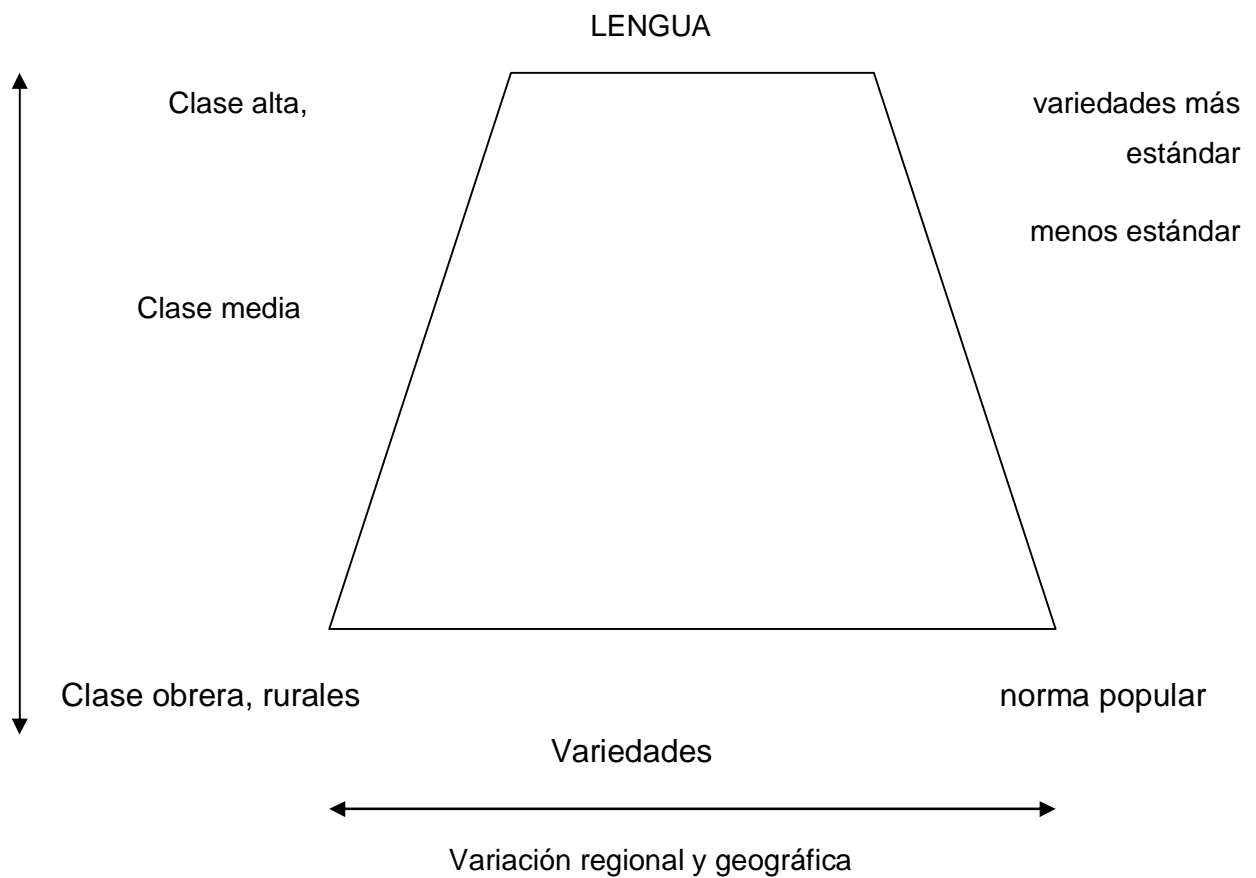 LENGUA
Clase alta,
variedades más
estándar
menos estándar
Clase media
Clase obrera, rurales
norma popular
Variedades
Variación regional y geográfica